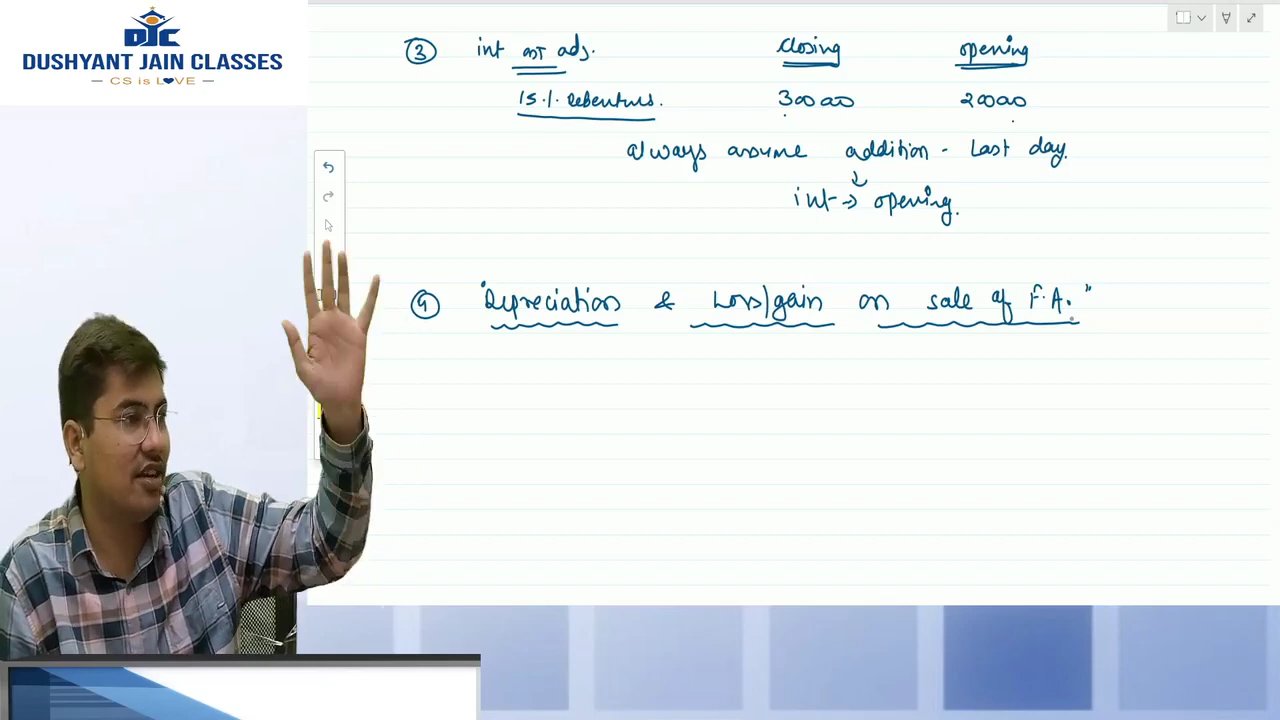 DUSHYANT JAIN CLASSES
CS is LOVE
③ int adj. closing opening
15.1. Debentures. 300000 200000
Always assume addition - Last day.
int → opening.
④ "Depreciation & Loss/gain on sale of F.A."